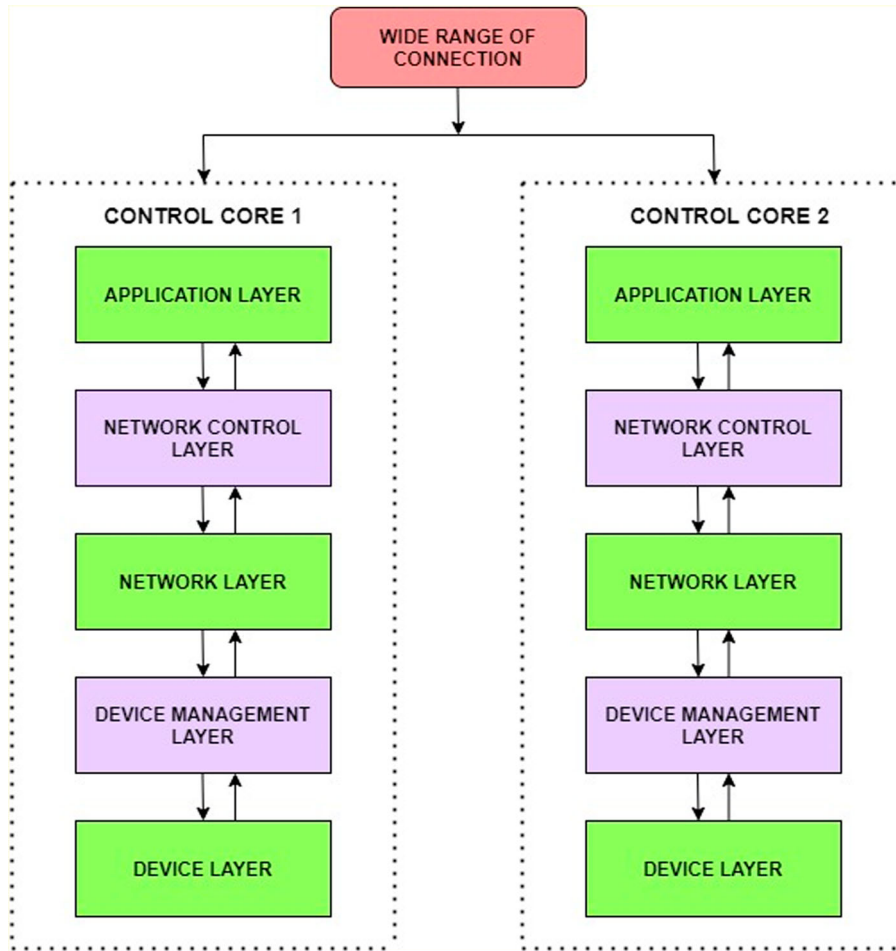 WIDE RANGE OF
CONNECTION
CONTROL CORE 1
APPLICATION LAYER
NETWORK CONTROL
LAYER
NETWORK LAYER
DEVICE MANAGEMENT
LAYER
DEVICE LAYER
CONTROL CORE 2
APPLICATION LAYER
NETWORK CONTROL
LAYER
NETWORK LAYER
DEVICE MANAGEMENT
LAYER
DEVICE LAYER